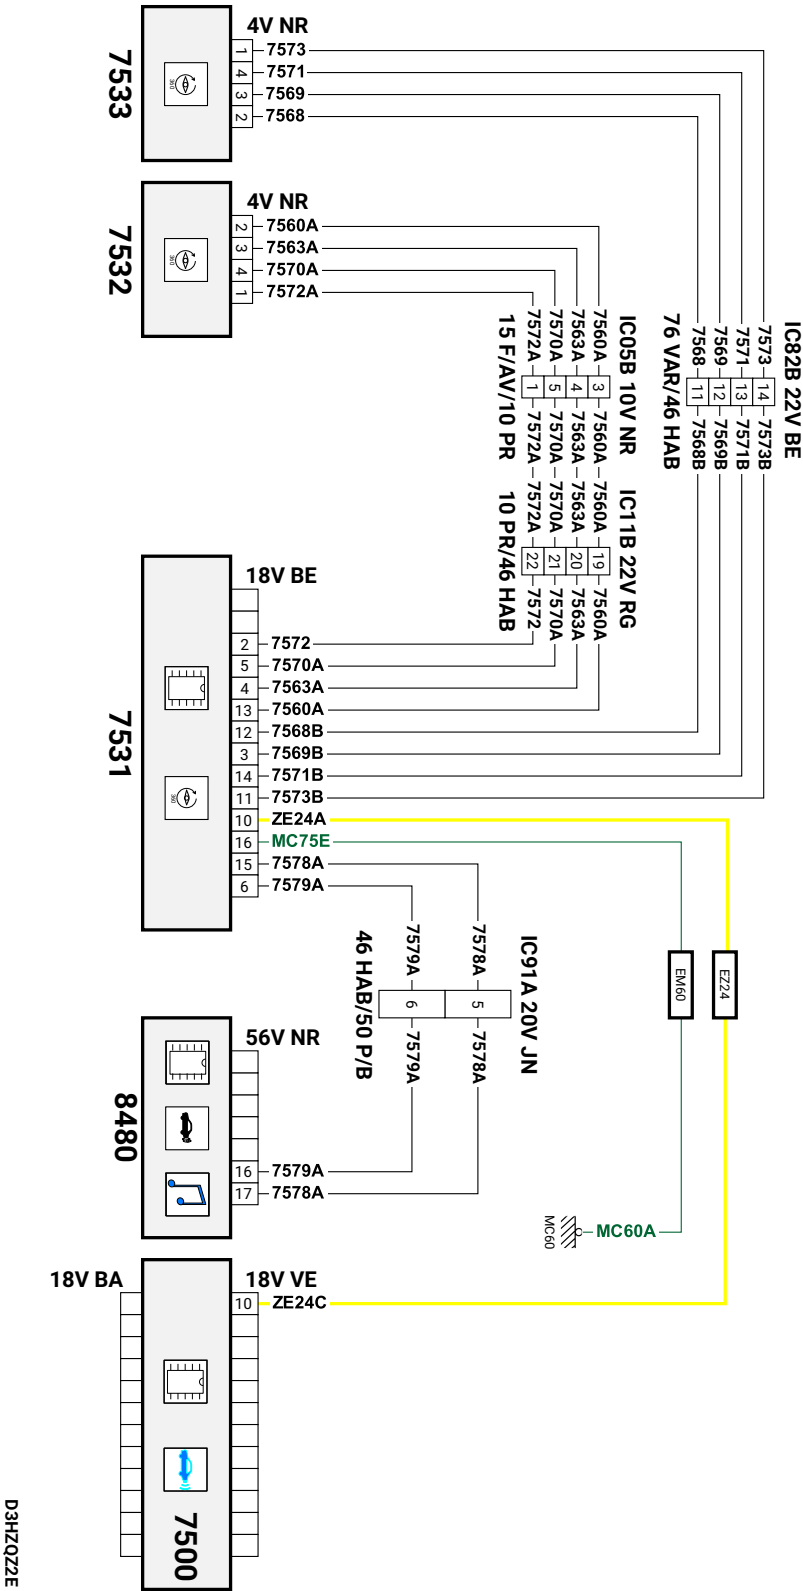 4V NR
7533
360
1 7573
4 7571
3 7569
2 7568
4V NR
7532
360
2 7560A
3 7563A
4 7570A
1 7572A
IC82B 22V BE
7573 14 7573B
7571 13 7571B
7569 12 7569B
7568 11 7568B
76 VAR/46 HAB
IC05B 10V NR
7560A 3 7560A
7563A 4 7563A
7570A 5 7570A
7572A 1 7572A
15 F/AV/10 PR
IC11B 22V RG
7560A 19 7560A
7563A 20 7563A
7570A 21 7570A
7572A 22 7572
10 PR/46 HAB
18V BE
7531
360
2 7572
5 7570A
4 7563A
13 7560A
12 7568B
3 7569B
14 7571B
11 7573B
10 ZE24A
16 MC75E
15 7578A
6 7579A
IC91A 20V JN
7578A 5 7578A
7579A 6 7579A
46 HAB/50 P/B
EZ24
EM60
56V NR
8480
16 7579A
17 7578A
MC60A
MC60
18V BA
18V VE
10 ZE24C
7500
D3HZQZ2E